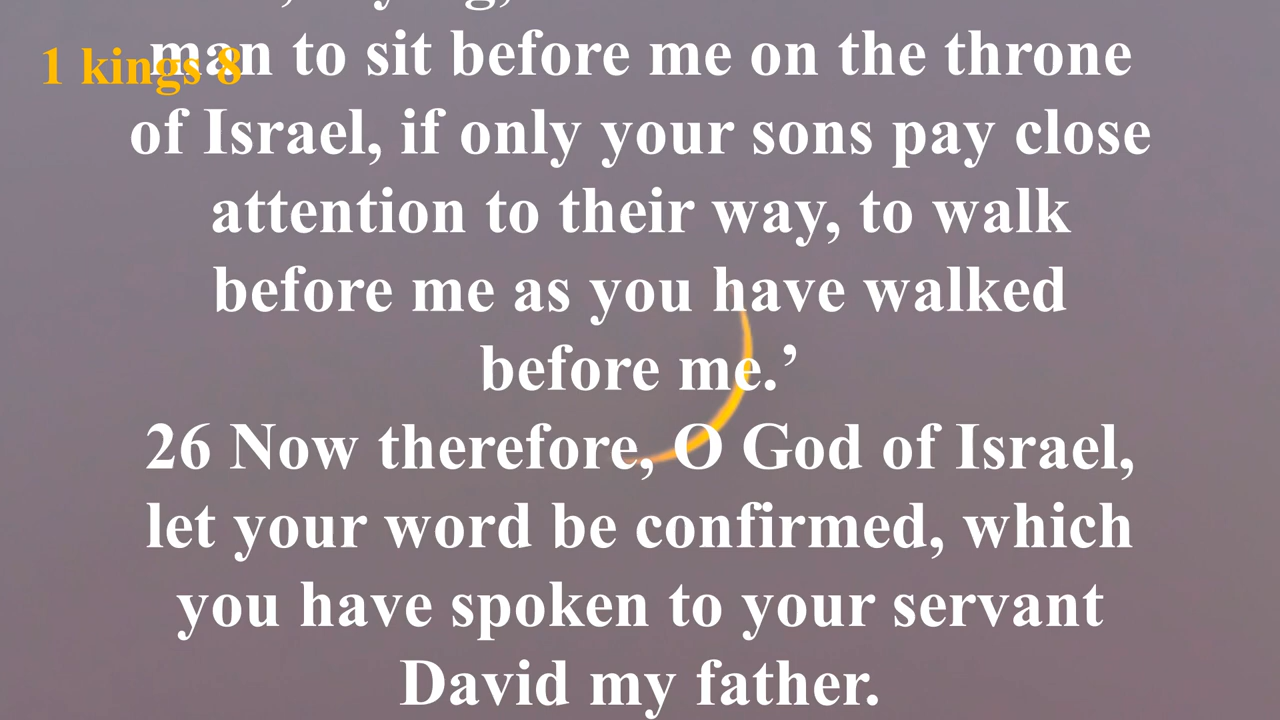 1 kings 8
man to sit before me on the throne
of Israel, if only your sons pay close
attention to their way, to walk
before me as you have walked
before me.’
26 Now therefore, O God of Israel,
let your word be confirmed, which
you have spoken to your servant
David my father.